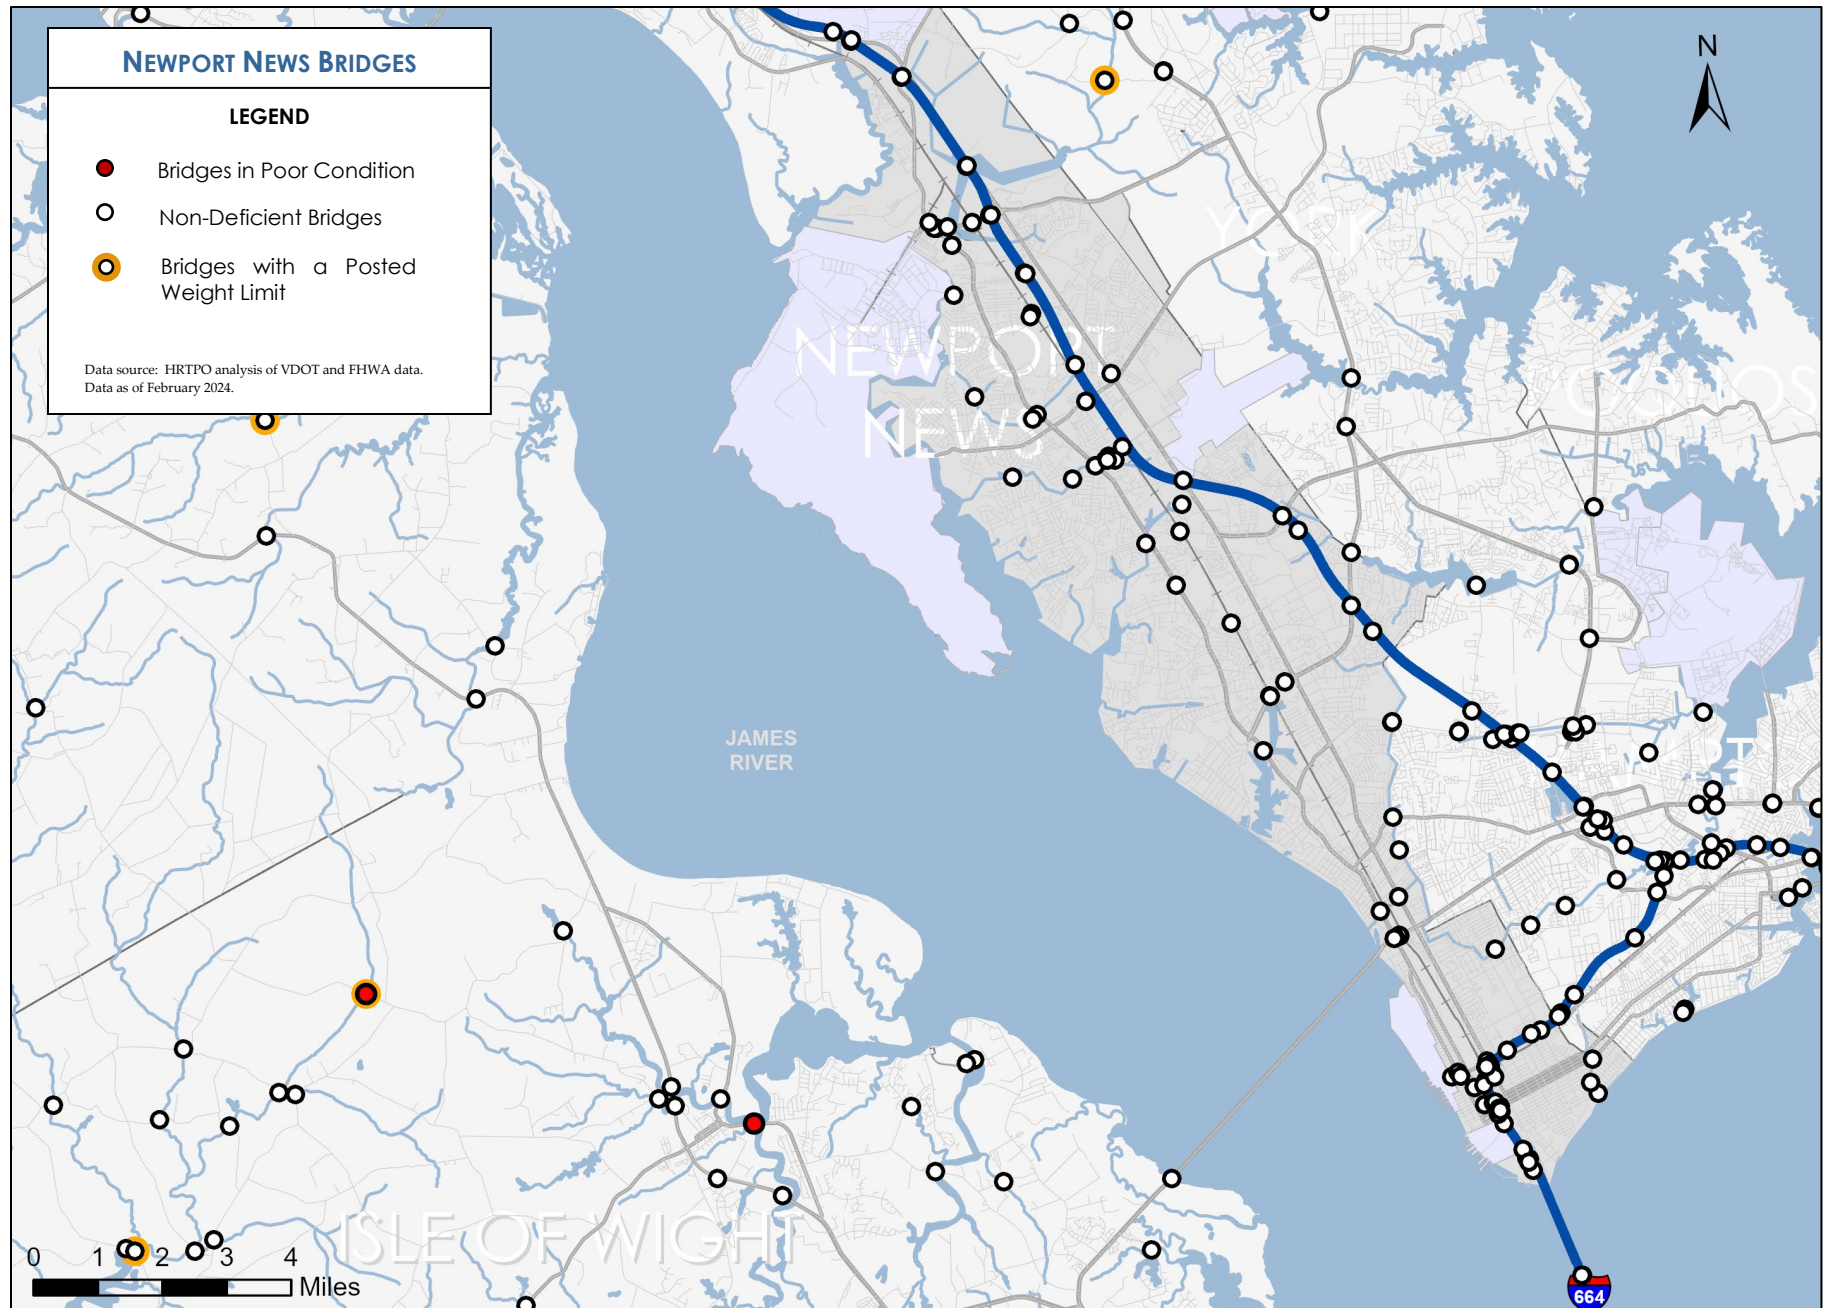 NEWPORT NEWS BRIDGES
LEGEND
Bridges in Poor Condition
Non-Deficient Bridges
Bridges with a Posted
Weight Limit
Data source: HRTPO analysis of VDOT and FHWA data.
Data as of February 2024.
N
YORK
NEWPORT
NEWS
JAMES
RIVER
ISLE OF WIGHT
0 1 2 3 4
Miles
664